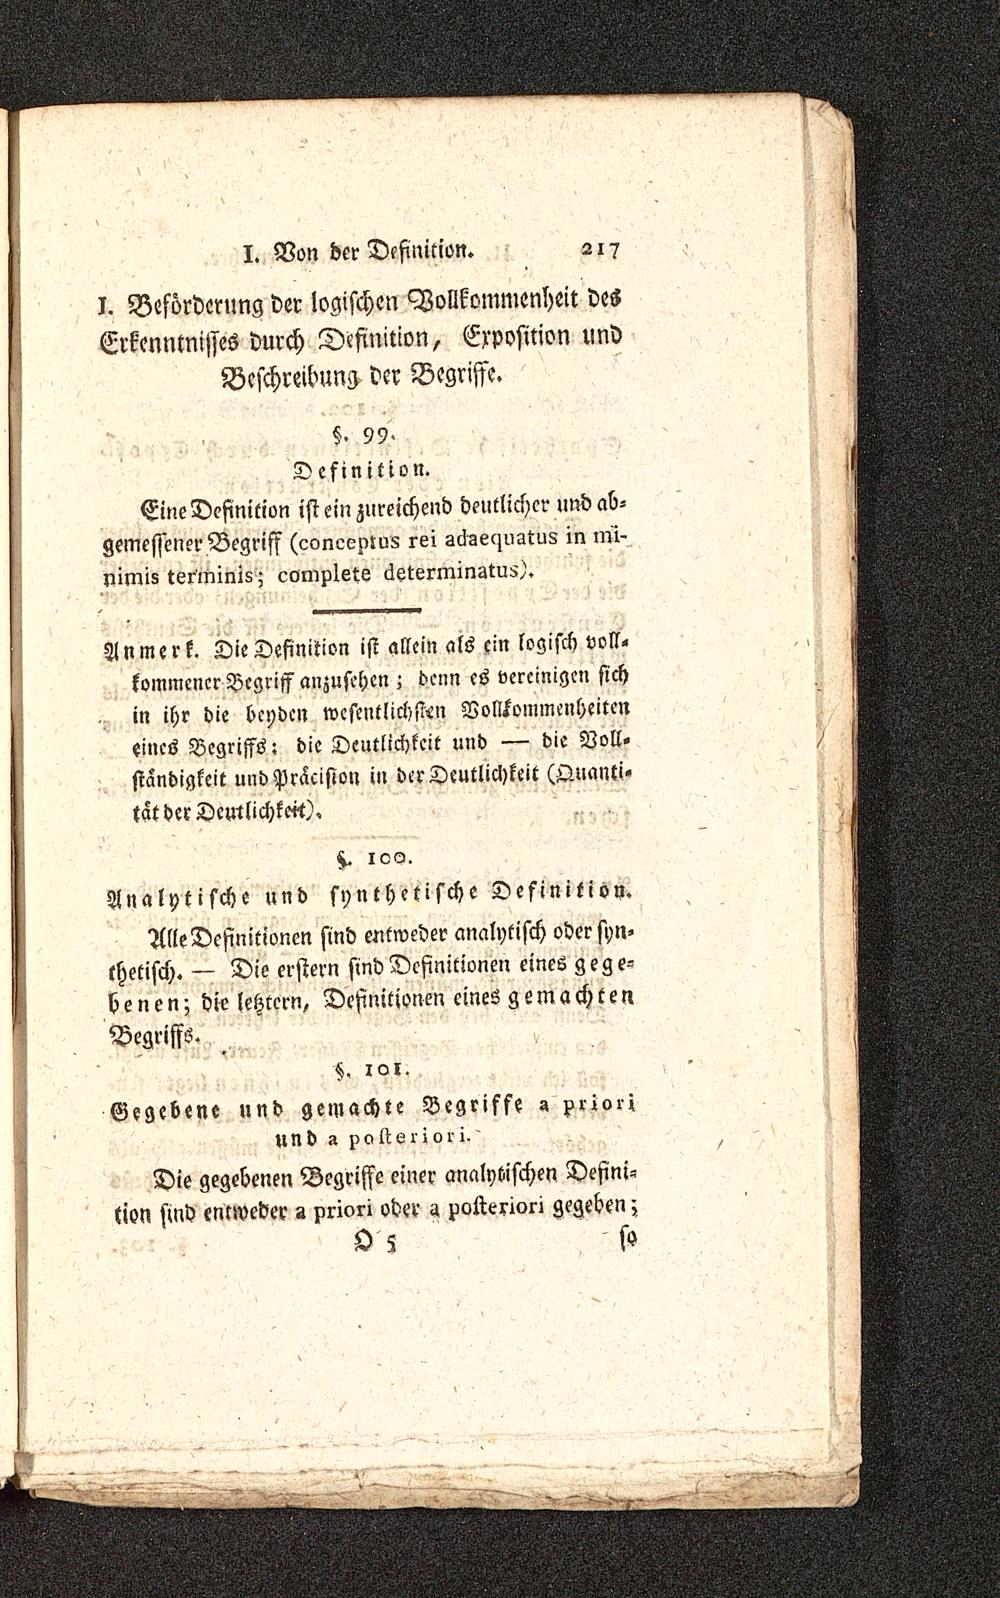 I. Von der Definition. 217
I. Beförderung der logischen Vollkommenheit des
Erkenntnisses durch Definition, Exposition und
Beschreibung der Begriffe.
§. 99.
Definition.
Eine Definition ist ein zureichend deutlicher und ab-
gemessener Begriff (conceptus rei adaequatus in mi-
nimis terminis; complete determinatus).
Anmerk. Die Definition ist allein als ein logisch voll-
kommener Begriff anzusehen; denn es vereinigen sich
in ihr die beyden wesentlichsten Vollkommenheiten
eines Begriffs: die Deutlichkeit und — die Voll-
ständigkeit und Präcision in der Deutlichkeit (Quanti-
tät der Deutlichkeit).
§. 100.
Analytische und synthetische Definition.
Alle Definitionen sind entweder analytisch oder syn-
thetisch. — Die erstern sind Definitionen eines gege-
benen; die letztern, Definitionen eines gemachten
Begriffs.
§. 101.
Gegebene und gemachte Begriffe a priori
und a posteriori.
Die gegebenen Begriffe einer analytischen Defini-
tion sind entweder a priori oder a posteriori gegeben;
O 5 so